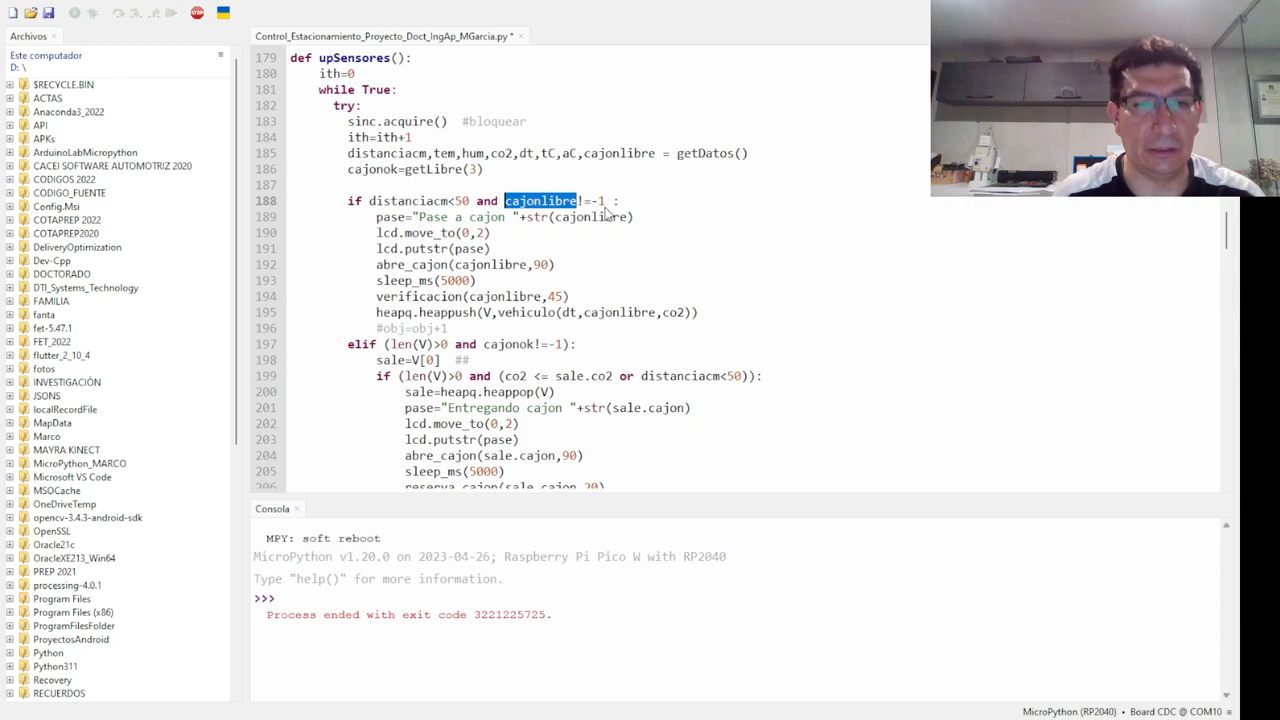 STOP
Archivos
Control_Estacionamiento_Proyecto_Doct_IngAp_MGarcia.py *
Este computador
D: \
$RECYCLE.BIN
ACTAS
Anaconda3_2022
API
APKs
ArduinoLabMicropython
CACEI SOFTWARE AUTOMOTRIZ 2020
CODIGO_FUENTE
Config.Msi
COTAPREP 2022
COTAPREP2020
DeliveryOptimization
Dev-Cpp
DOCTORADO
DTI_Systems_Technology
FAMILIA
fanta
fet-5.47.1
FET_2022
flutter_2_10_4
fotos
INVESTIGACIÓN
JSONS
localRecordFile
MapData
Marco
MAYRA KINECT
MicroPython_MARCO
Microsoft VS Code
MSOCache
OneDriveTemp
opencv-3.4.3-android-sdk
OpenSSL
Oracle21c
OracleXE213_Win64
PREP 2021
processing-4.0.1
Program Files
Program Files (x86)
ProgramFilesFolder
ProyectosAndroid
Python
Python311
Recovery
RECUERDOS
179 def upSensores():
180 ith=0
181 while True:
182 try:
183 sinc.acquire() #bloquear
184 ith=ith+1
185 distanciacm,tem,hum,co2,dt,tC,aC,cajonlibre = getDatos()
186 cajonok=getLibre(3)
187
188 if distanciacm<50 and cajonlibre!=-1 :
189 pase="Pase a cajon "+str(cajonlibre)
190 lcd.move_to(0,2)
191 lcd.putstr(pase)
192 abre_cajon(cajonlibre,90)
193 sleep_ms(5000)
194 verificacion(cajonlibre,45)
195 heapq.heappush(V,vehiculo(dt,cajonlibre,co2))
196 #obj=obj+1
197 elif (len(V)>0 and cajonok!=-1):
198 sale=V[0] ##
199 if (len(V)>0 and (co2 <= sale.co2 or distanciacm<50)):
200 sale=heapq.heappop(V)
201 pase="Entregando cajon "+str(sale.cajon)
202 lcd.move_to(0,2)
203 lcd.putstr(pase)
204 abre_cajon(sale.cajon,90)
205 sleep_ms(5000)
206 reserva_cajon(sale.cajon,20)
Consola
MPY: soft reboot
MicroPython v1.20.0 on 2023-04-26; Raspberry Pi Pico W with RP2040
Type "help()" for more information.
>>>
Process ended with exit code 3221225725.
MicroPython (RP2040) • Board CDC @ COM10 ≡